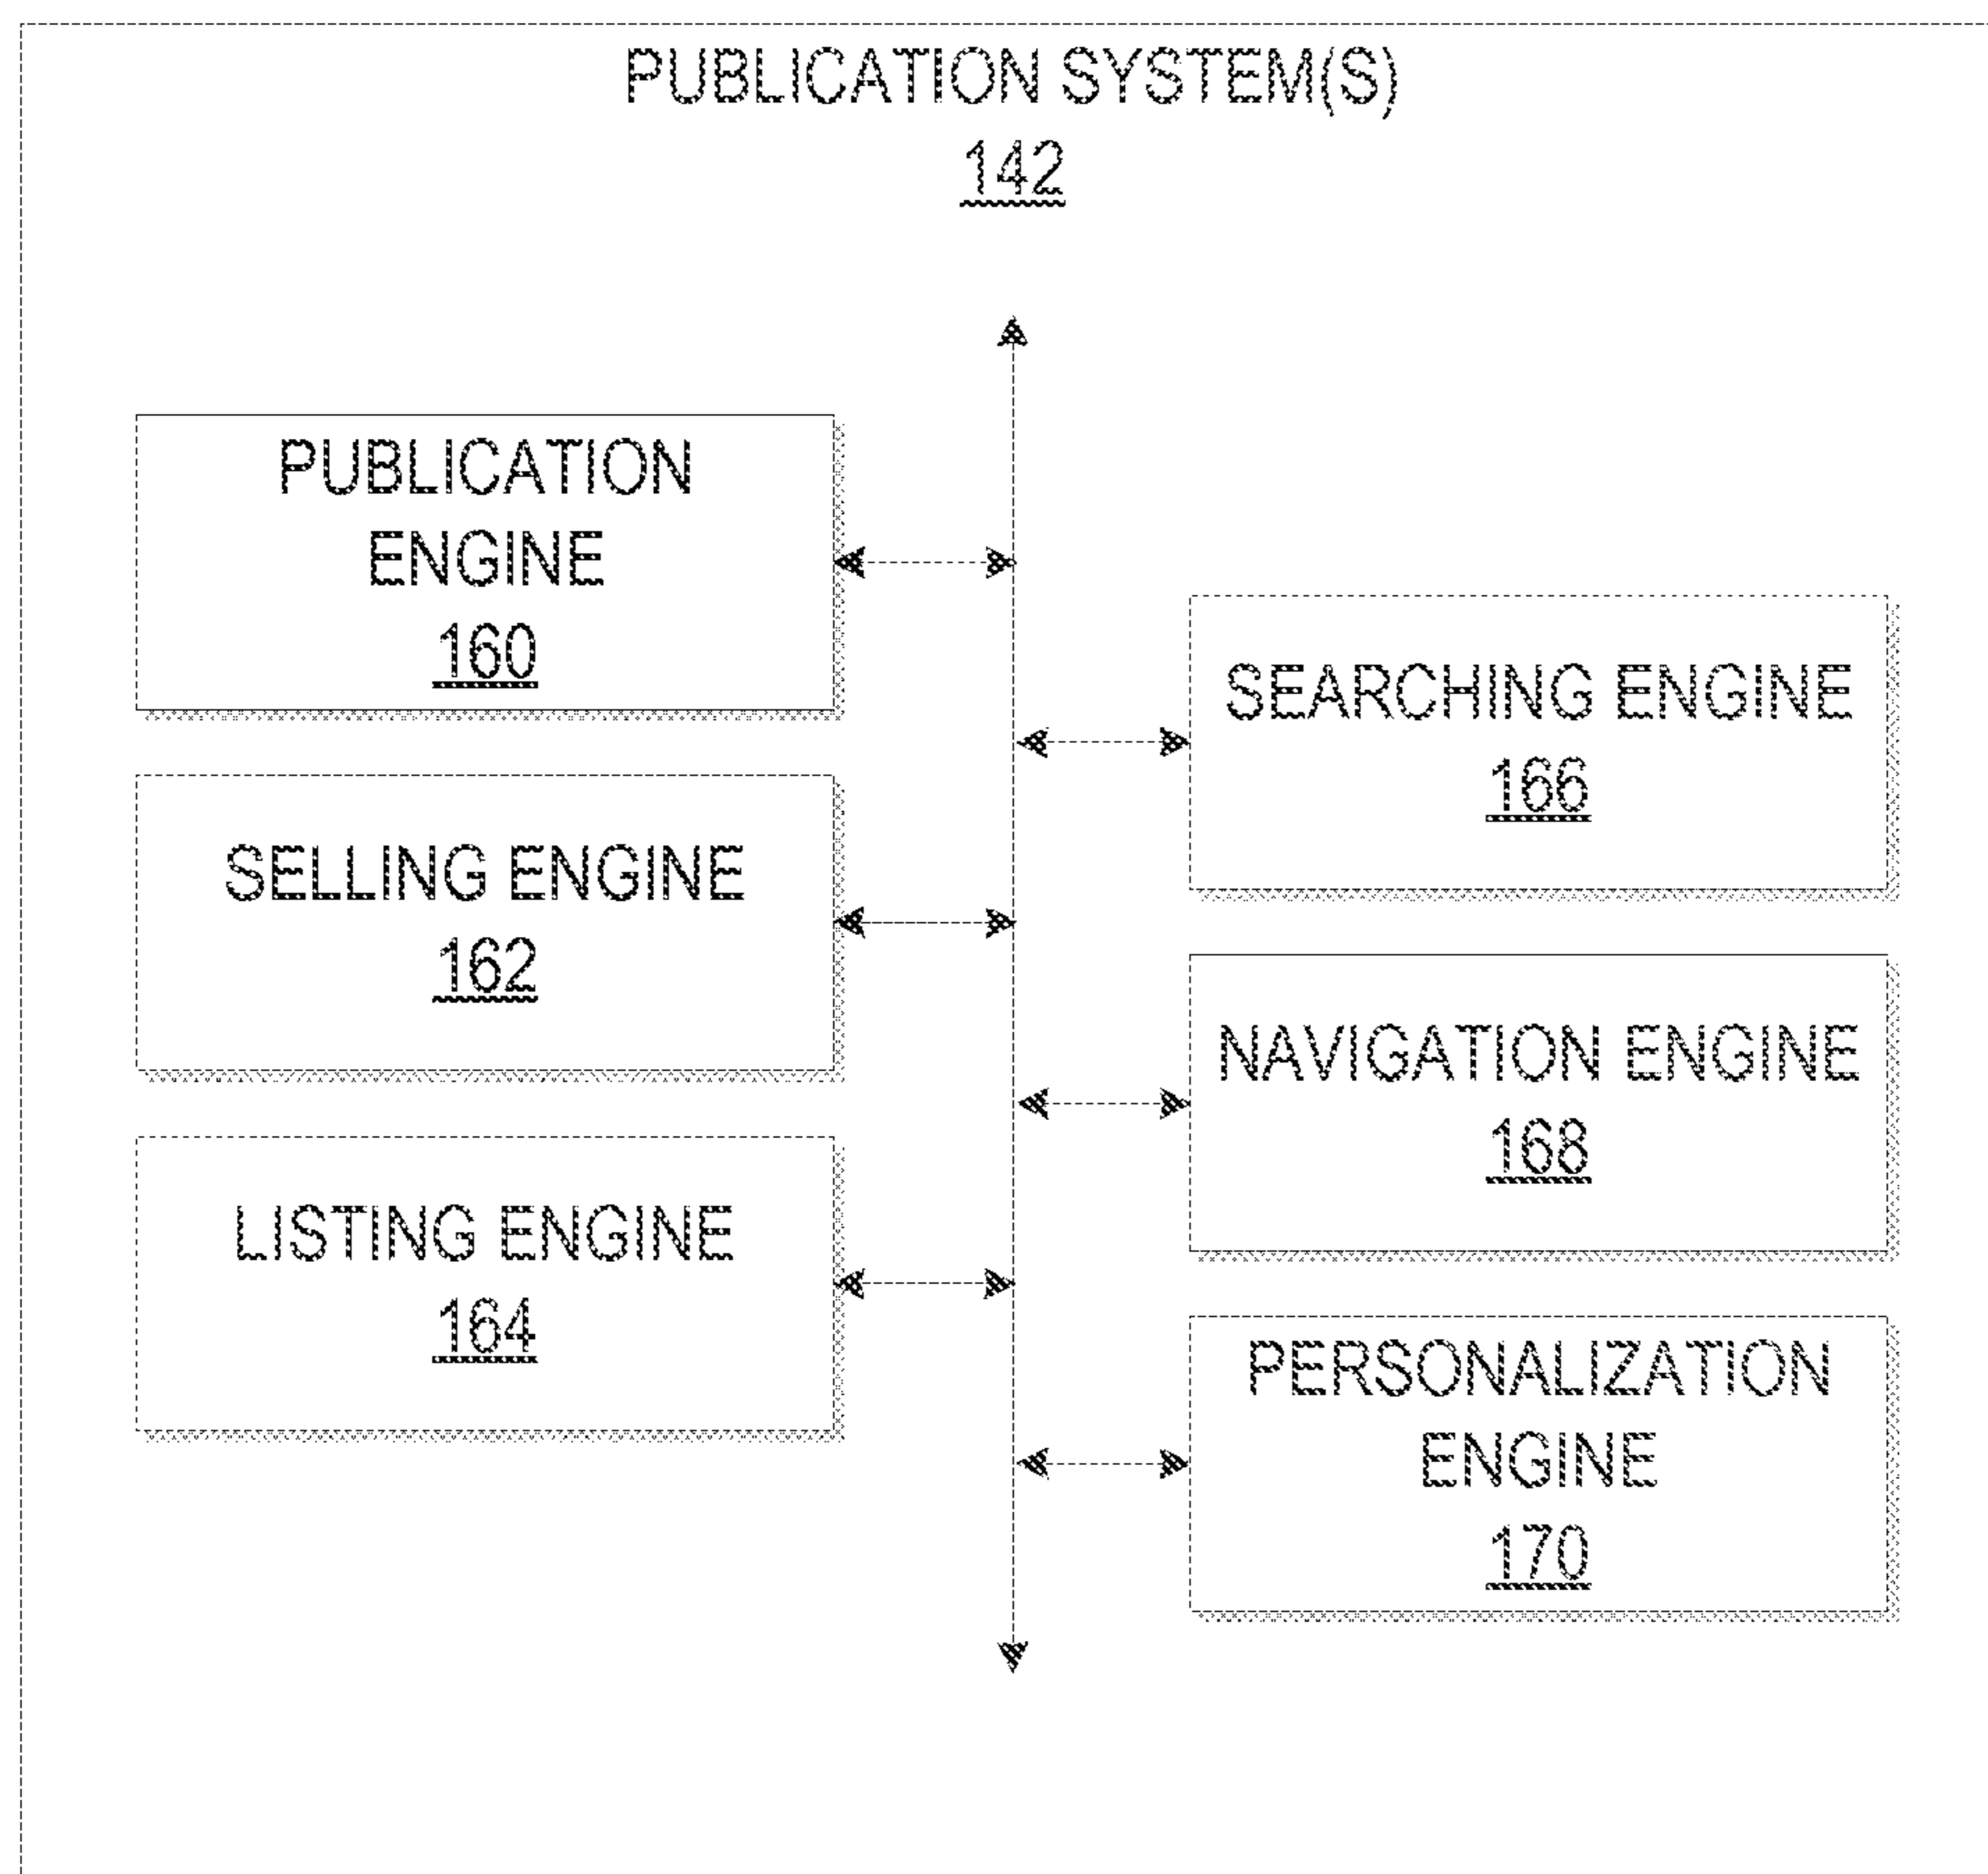 PUBLICATION SYSTEM(S)
142
PUBLICATION
ENGINE
160
SELLING ENGINE
162
LISTING ENGINE
164
SEARCHING ENGINE
166
NAVIGATION ENGINE
168
PERSONALIZATION
ENGINE
170